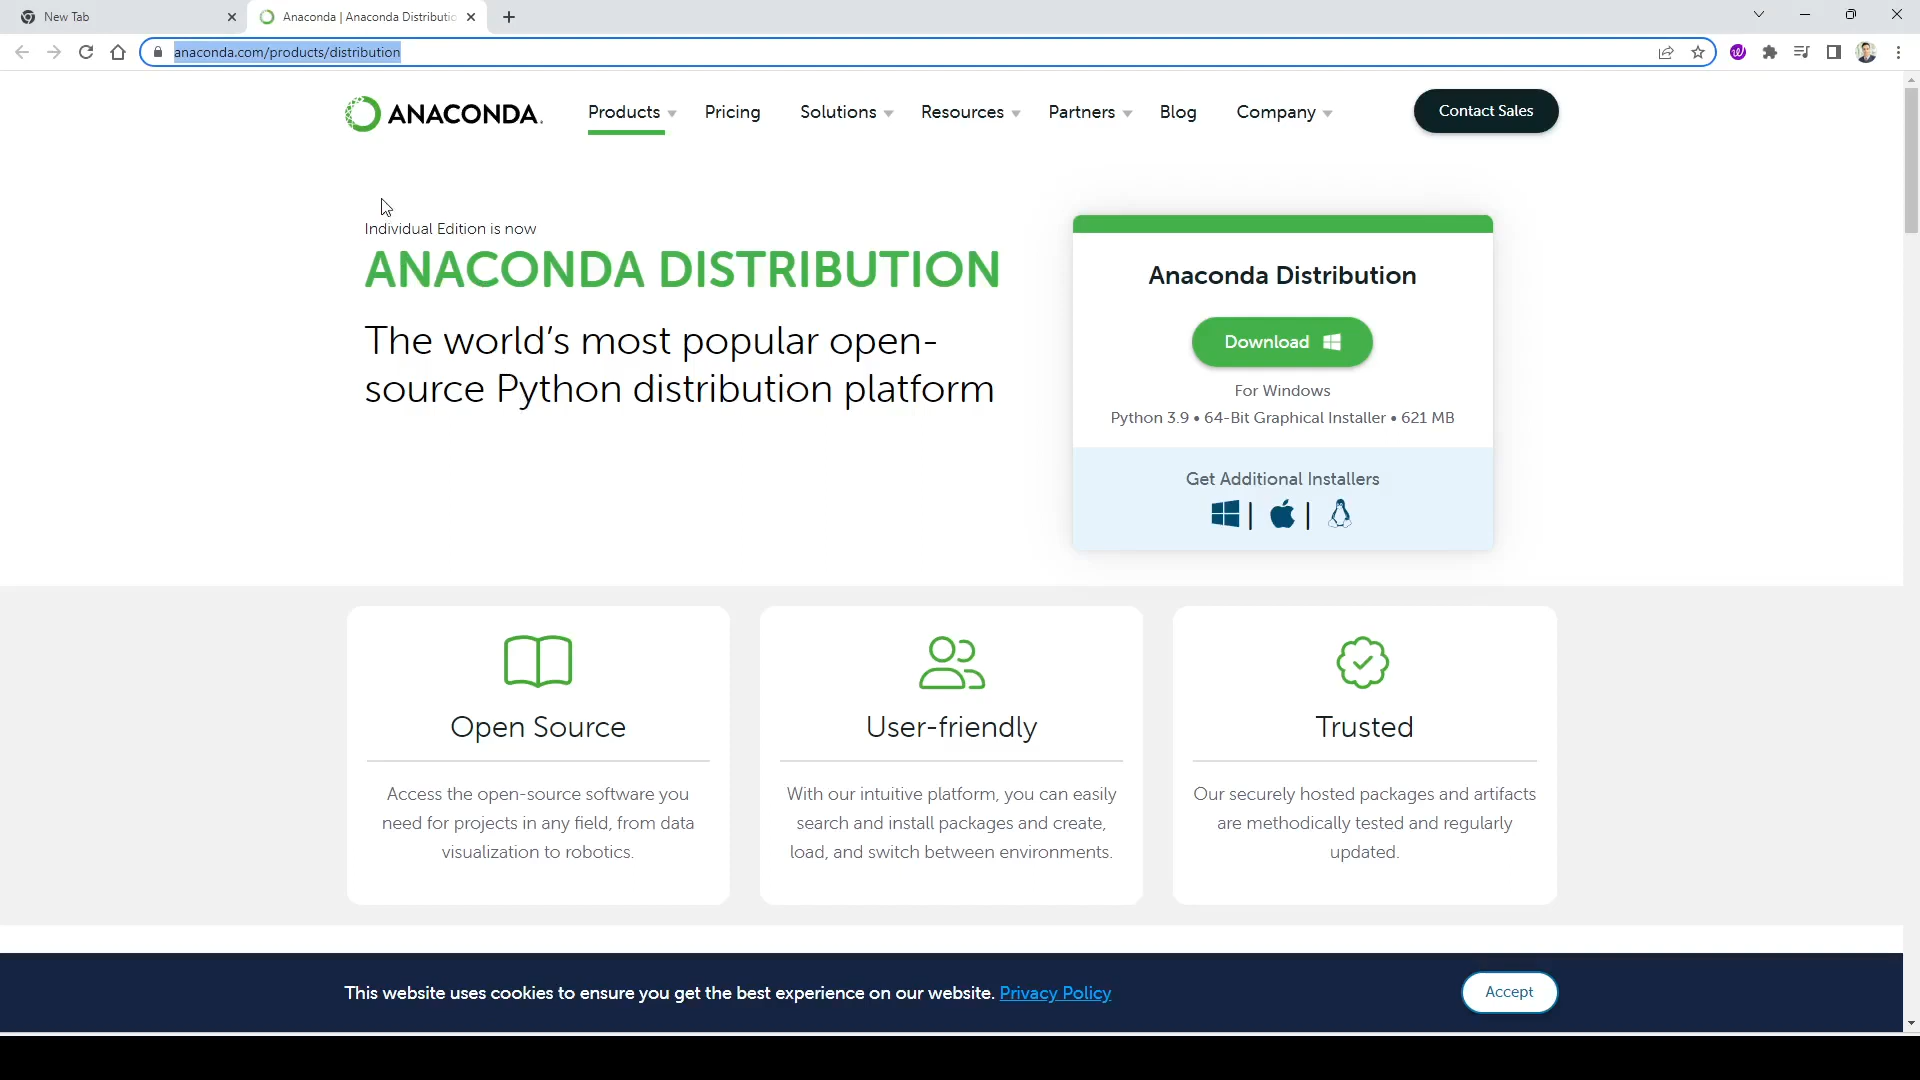 New Tab
Anaconda | Anaconda Distributio
anaconda.com/products/distribution
ANACONDA.
Products
Pricing
Solutions
Resources
Partners
Blog
Company
Contact Sales
Individual Edition is now
ANACONDA DISTRIBUTION
The world's most popular open-
source Python distribution platform
Anaconda Distribution
Download
For Windows
Python 3.9 • 64-Bit Graphical Installer • 621 MB
Get Additional Installers
| |
Open Source
Access the open-source software you
need for projects in any field, from data
visualization to robotics.
User-friendly
With our intuitive platform, you can easily
search and install packages and create,
load, and switch between environments.
Trusted
Our securely hosted packages and artifacts
are methodically tested and regularly
updated.
This website uses cookies to ensure you get the best experience on our website. Privacy Policy
Accept